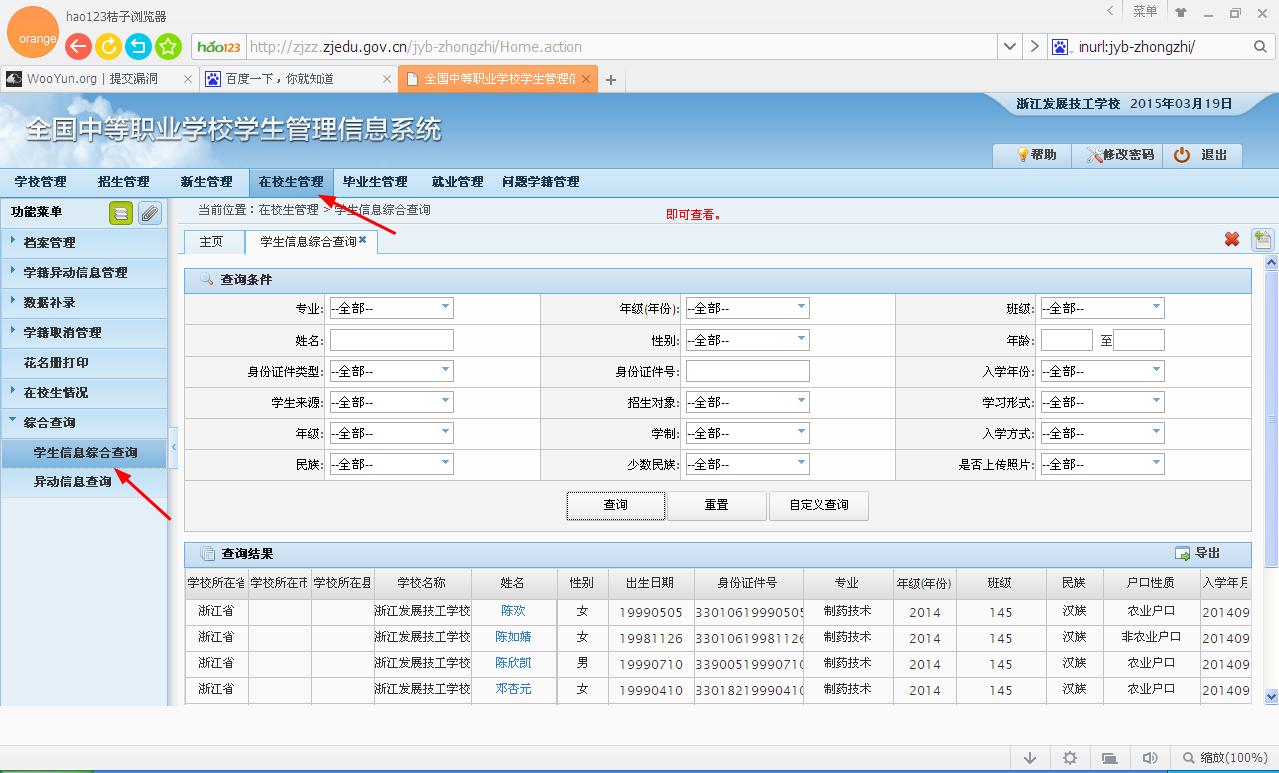 hao123桔子浏览器
菜单
orange
hao123 http://zjzz.zjedu.gov.cn/jyb-zhongzhi/Home.action
inurl:jyb-zhongzhi/
WooYun.org | 提交漏洞
百度一下，你就知道
全国中等职业学校学生管理信
浙江发展技工学校 2015年03月19日
全国中等职业学校学生管理信息系统
帮助 修改密码 退出
学校管理 招生管理 新生管理 在校生管理 毕业生管理 就业管理 问题学籍管理
功能菜单
当前位置：在校生管理 > 学生信息综合查询
即可查看。
档案管理
学籍异动信息管理
数据补录
学籍取消管理
花名册打印
在校生情况
综合查询
学生信息综合查询
异动信息查询
主页 学生信息综合查询
查询条件
专业: --全部-- 年级(年份): --全部-- 班级: --全部--
姓名: 性别: --全部-- 年龄: 至
身份证件类型: --全部-- 身份证件号: 入学年份: --全部--
学生来源: --全部-- 招生对象: --全部-- 学习形式: --全部--
年级: --全部-- 学制: --全部-- 入学方式: --全部--
民族: --全部-- 少数民族: --全部-- 是否上传照片: --全部--
查询 重置 自定义查询
查询结果 导出
学校所在省 学校所在市 学校所在县 学校名称 姓名 性别 出生日期 身份证件号 专业 年级(年份) 班级 民族 户口性质 入学年月
浙江省 浙江发展技工学校 陈欢 女 19990505 33010619990505 制药技术 2014 145 汉族 农业户口 201409
浙江省 浙江发展技工学校 陈如婧 女 19981126 33010619981126 制药技术 2014 145 汉族 非农业户口 201409
浙江省 浙江发展技工学校 陈欣凯 男 19990710 33900519990710 制药技术 2014 145 汉族 农业户口 201409
浙江省 浙江发展技工学校 邓杏元 女 19990410 33018219990410 制药技术 2014 145 汉族 农业户口 201409
缩放(100%)